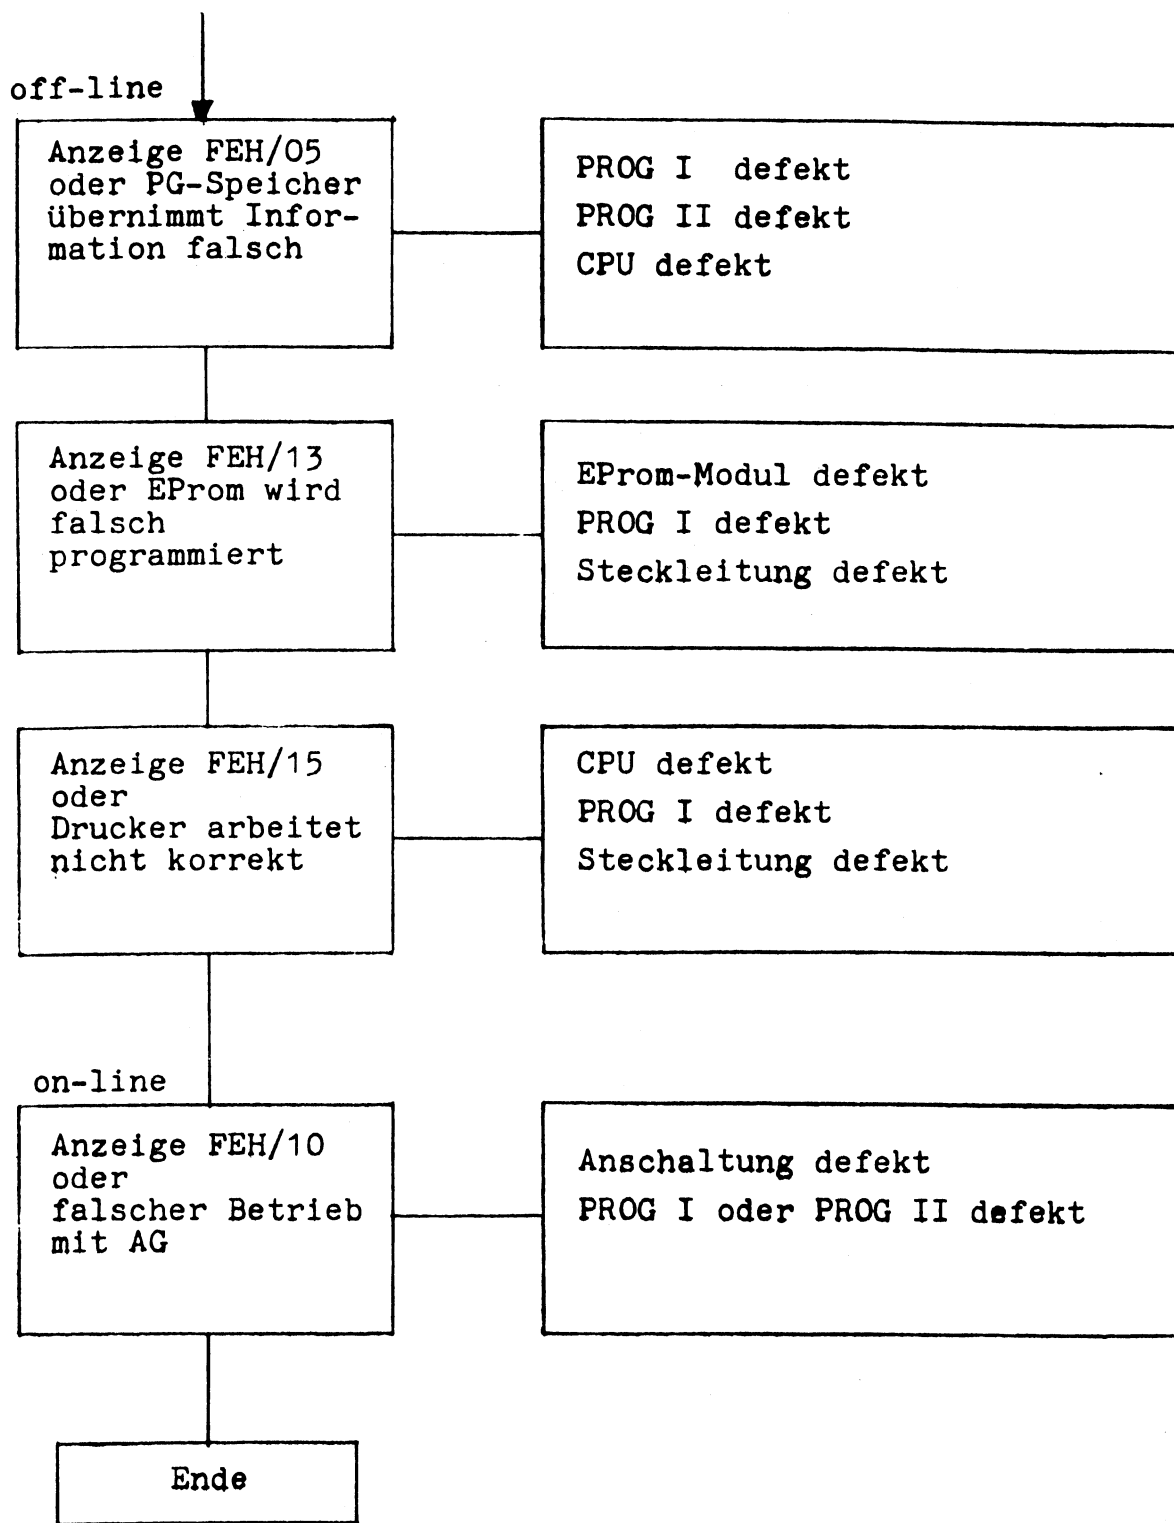 off-line
Anzeige FEH/05
oder PG-Speicher
übernimmt Infor-
mation falsch
PROG I defekt
PROG II defekt
CPU defekt
Anzeige FEH/13
oder EProm wird
falsch
programmiert
EProm-Modul defekt
PROG I defekt
Steckleitung defekt
Anzeige FEH/15
oder
Drucker arbeitet
nicht korrekt
CPU defekt
PROG I defekt
Steckleitung defekt
on-line
Anzeige FEH/10
oder
falscher Betrieb
mit AG
Anschaltung defekt
PROG I oder PROG II defekt
Ende